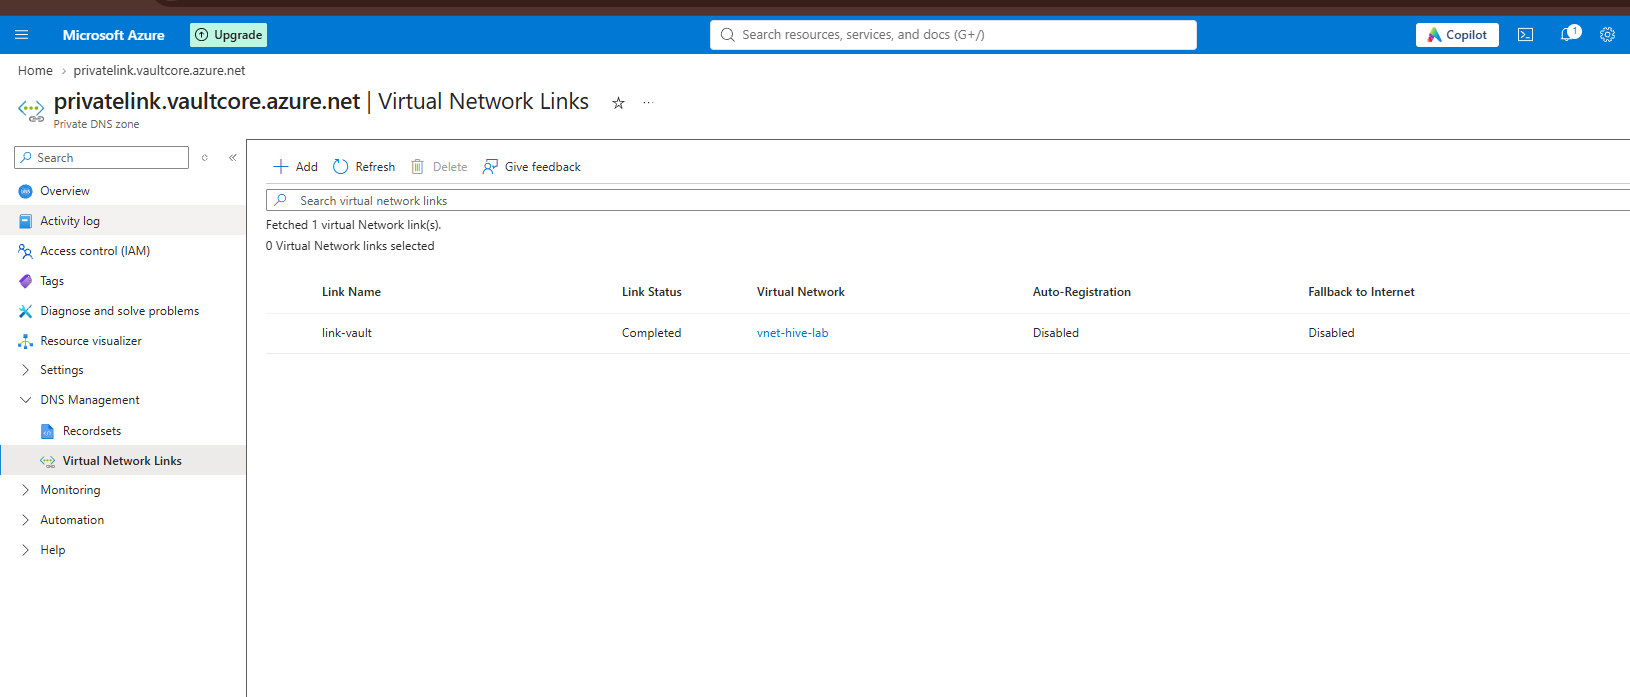 Microsoft Azure
Upgrade
Search resources, services, and docs (G+/)
Copilot
1
Home > privatelink.vaultcore.azure.net
privatelink.vaultcore.azure.net | Virtual Network Links
Private DNS zone
Search
Overview
Activity log
Access control (IAM)
Tags
Diagnose and solve problems
Resource visualizer
Settings
DNS Management
Recordsets
Virtual Network Links
Monitoring
Automation
Help
Add Refresh Delete Give feedback
Search virtual network links
Fetched 1 virtual Network link(s).
0 Virtual Network links selected
Link Name Link Status Virtual Network Auto-Registration Fallback to Internet
link-vault Completed vnet-hive-lab Disabled Disabled